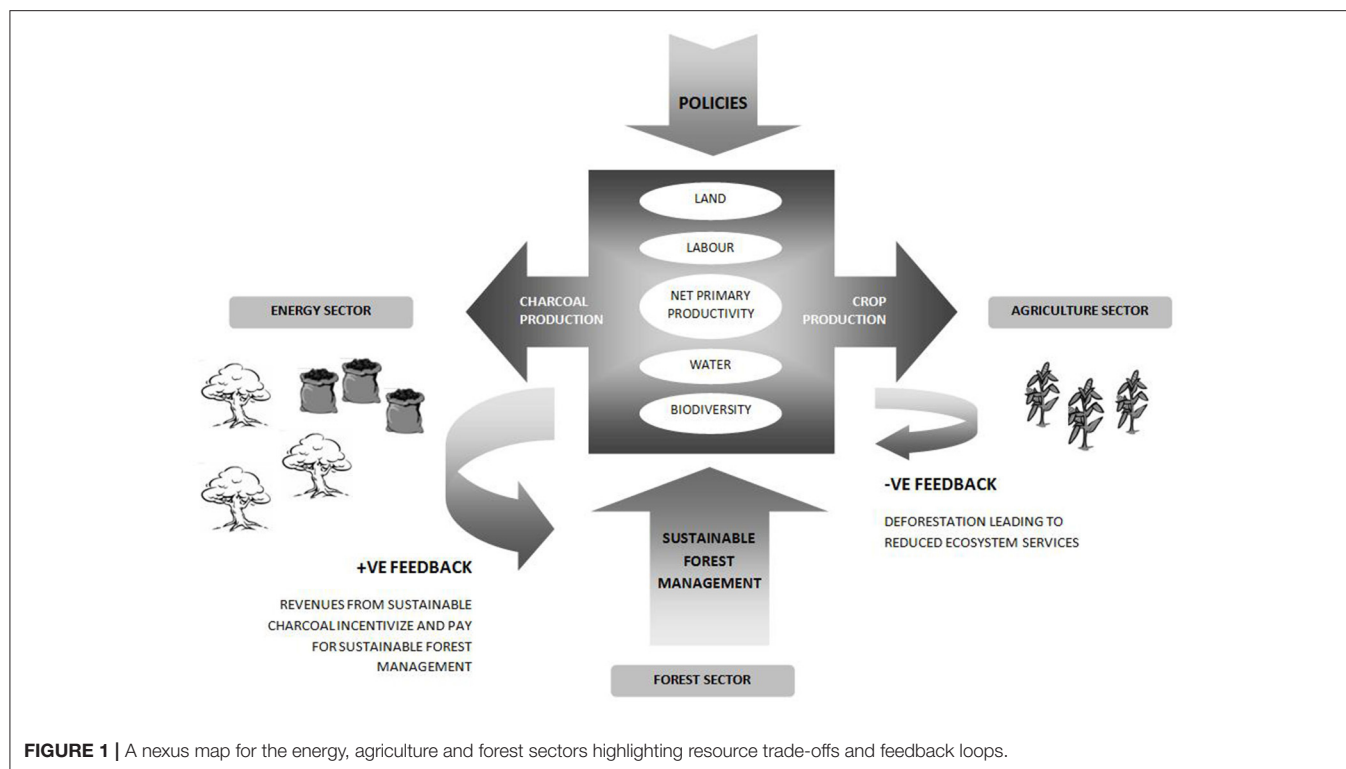 POLICIES
LAND
LABOUR
NET PRIMARY
PRODUCTIVITY
WATER
BIODIVERSITY
ENERGY SECTOR
CHARCOAL
PRODUCTION
CROP
PRODUCTION
AGRICULTURE SECTOR
+VE FEEDBACK
REVENUES FROM SUSTAINABLE
CHARCOAL INCENTIVIZE AND PAY
FOR SUSTAINABLE FOREST
MANAGEMENT
-VE FEEDBACK
DEFORESTATION LEADING TO
REDUCED ECOSYSTEM SERVICES
SUSTAINABLE
FOREST
MANAGEMENT
FOREST SECTOR
FIGURE 1 | A nexus map for the energy, agriculture and forest sectors highlighting resource trade-offs and feedback loops.